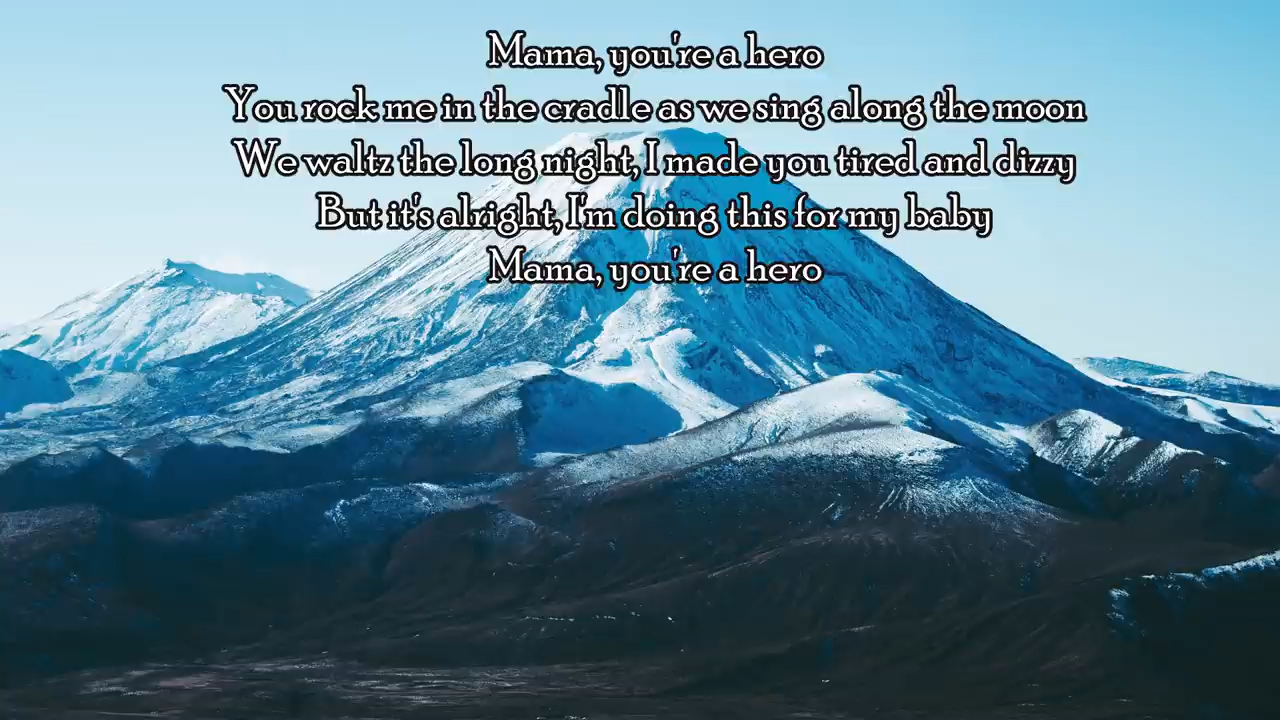 Mama, you're a hero
You rock me in the cradle as we sing along the moon
We waltz the long night, I made you tired and dizzy
But it's alright, I'm doing this for my baby
Mama, you're a hero